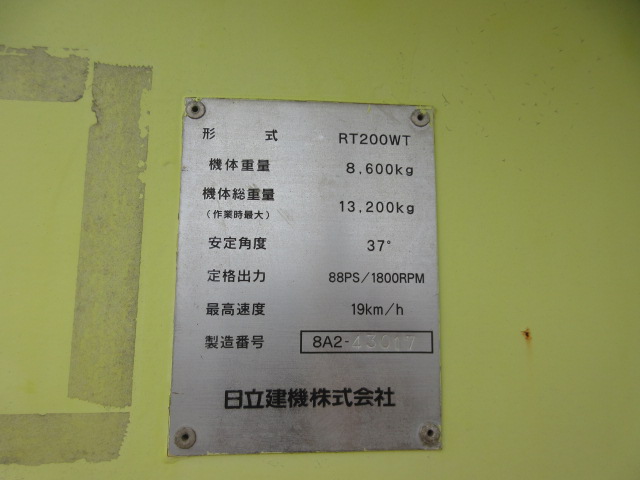 形 式 RT200WT
機体重量 8,600kg
機体総重量 13,200kg
(作業時最大)
安定角度 37°
定格出力 88PS/1800RPM
最高速度 19km/h
製造番号 8A2-
日立建機株式会社